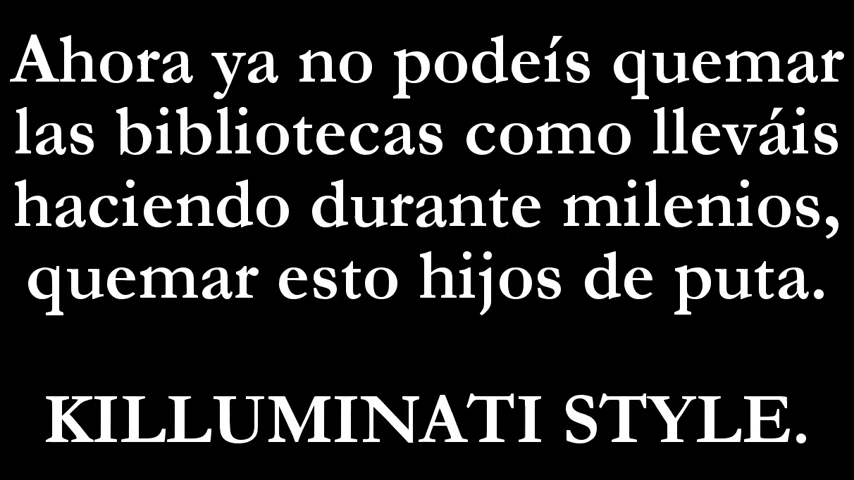 Ahora ya no podeís quemar
las bibliotecas como lleváis
haciendo durante milenios,
quemar esto hijos de puta.
KILLUMINATI STYLE.